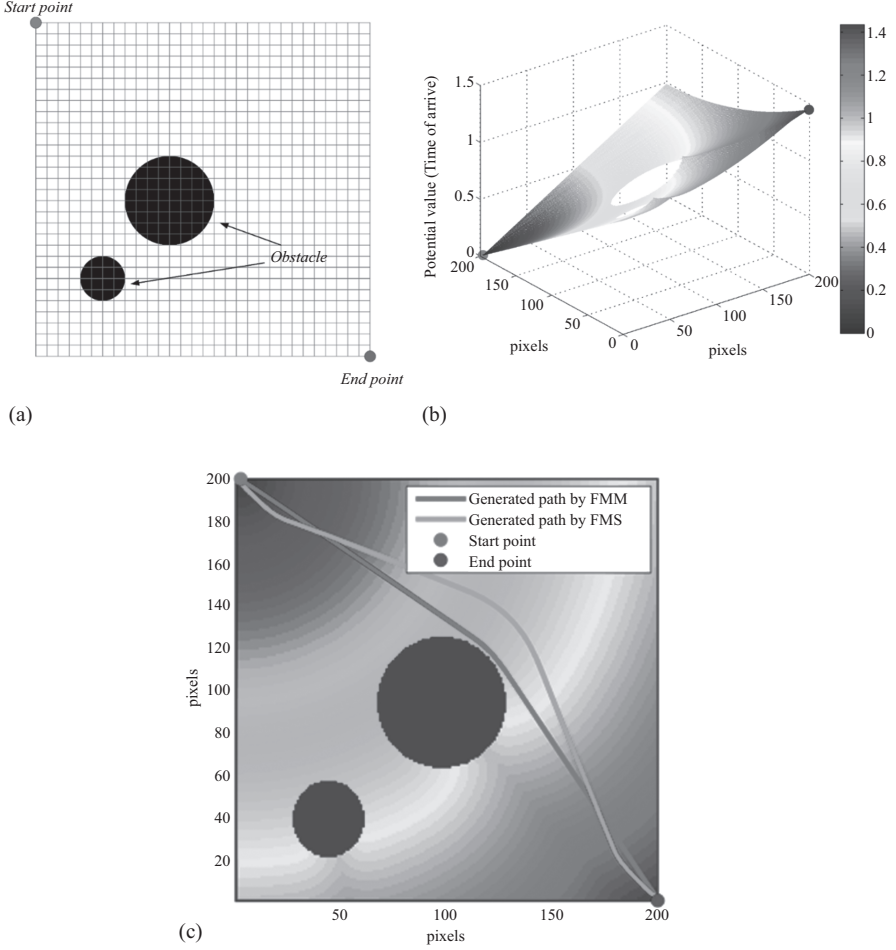 Start point
Obstacle
End point
(a)
Potential value (Time of arrive)
1.5
1
0.5
0
200
150
100
50
0
pixels
0
50
100
150
200
pixels
1.4
1.2
1
0.8
0.6
0.4
0.2
0
(b)
200
180
160
140
120
100
80
60
40
20
pixels
Generated path by FMM
Generated path by FMS
Start point
End point
50
100
150
200
pixels
(c)